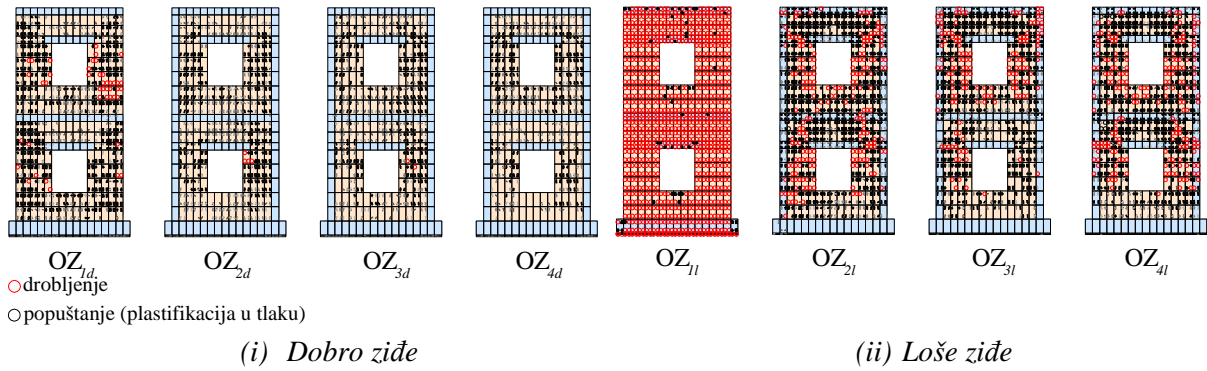 OZ1d OZ2d OZ3d OZ4d OZ1l OZ2l OZ3l OZ4l
drobljenje
popuštanje (plastifikacija u tlaku)
(i) Dobro ziđe (ii) Loše ziđe